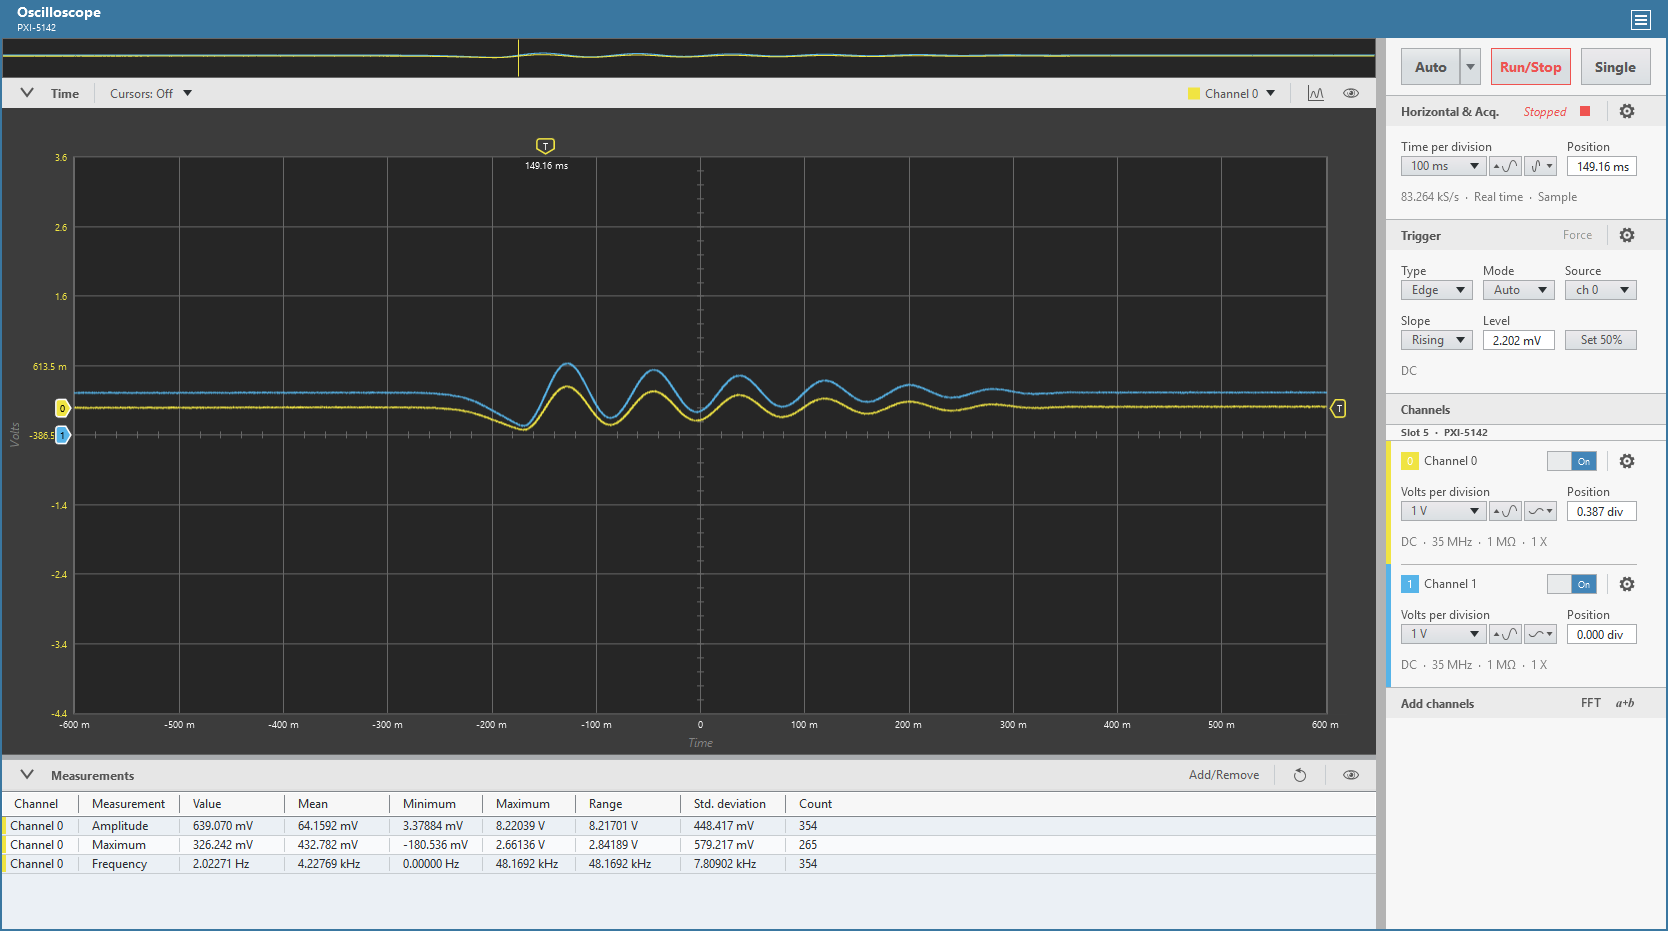 Oscilloscope
PXI-5142
Auto
Run/Stop
Single
Time
Cursors: Off
Channel 0
Horizontal & Acq.
Stopped
Time per division
Position
100 ms
149.16 ms
83.264 kS/s · Real time · Sample
Trigger
Force
Type
Mode
Source
Edge
Auto
ch 0
Slope
Level
Rising
2.202 mV
Set 50%
DC
Channels
Slot 5 · PXI-5142
0
Channel 0
On
Volts per division
Position
1 V
0.387 div
DC · 35 MHz · 1 MΩ · 1 X
1
Channel 1
On
Volts per division
Position
1 V
0.000 div
DC · 35 MHz · 1 MΩ · 1 X
Add channels
FFT
a+b
T
149.16 ms
3.6
2.6
1.6
613.5 m
0
T
-386.5
1
Volts
-1.4
-2.4
-3.4
-4.4
-600 m
-500 m
-400 m
-300 m
-200 m
-100 m
0
100 m
200 m
300 m
400 m
500 m
600 m
Time
Measurements
Add/Remove
Channel Measurement Value Mean Minimum Maximum Range Std. deviation Count
Channel 0 Amplitude 639.070 mV 64.1592 mV 3.37884 mV 8.22039 V 8.21701 V 448.417 mV 354
Channel 0 Maximum 326.242 mV 432.782 mV -180.536 mV 2.66136 V 2.84189 V 579.217 mV 265
Channel 0 Frequency 2.02271 Hz 4.22769 kHz 0.00000 Hz 48.1692 kHz 48.1692 kHz 7.80902 kHz 354